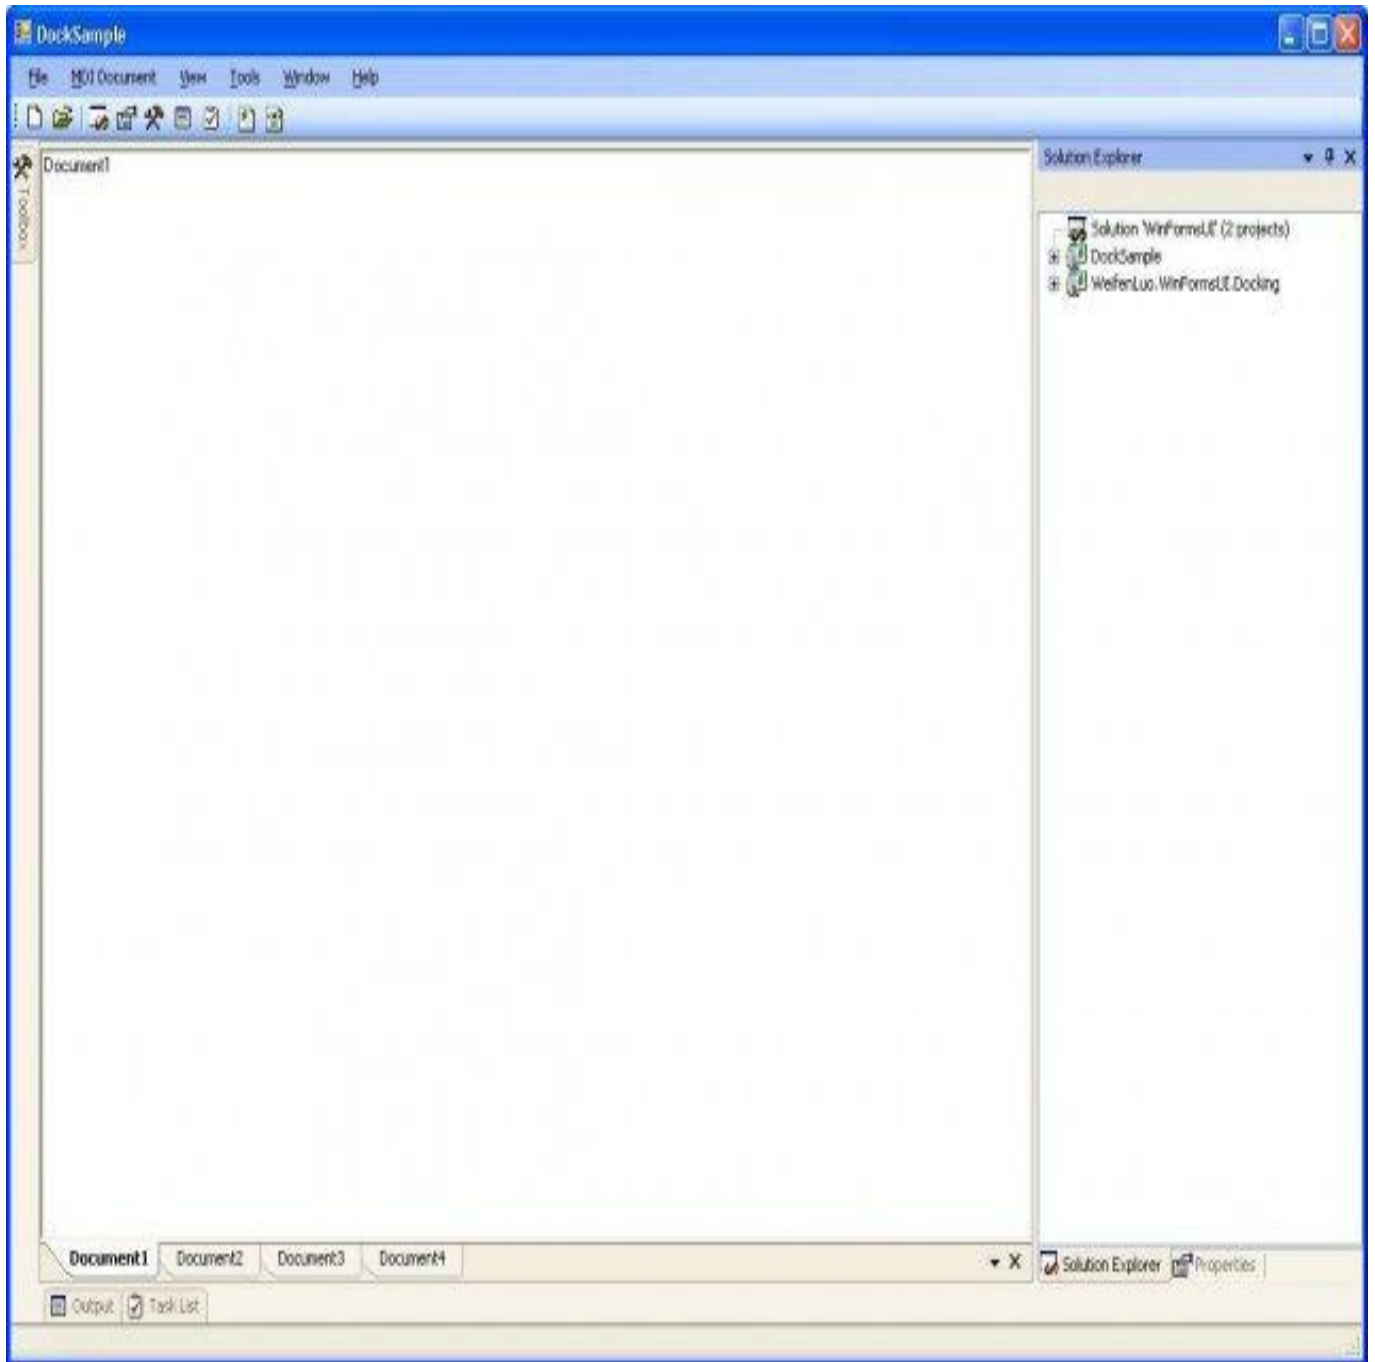 DockSample
File MDI Document View Tools Window Help
Toolbox
Document1
Solution Explorer
Solution 'WinFormsUI' (2 projects)
DockSample
WeifenLuo.WinFormsUI.Docking
Document1 Document2 Document3 Document4
Solution Explorer Properties
Output Task List